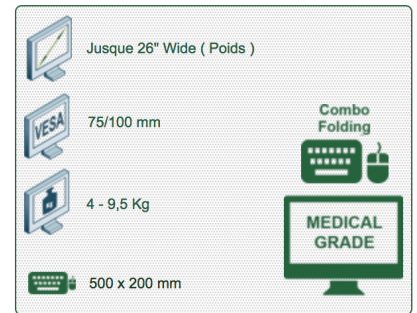 Jusque 26" Wide ( Poids )
VESA
75/100 mm
KG
4 - 9,5 Kg
500 x 200 mm
Combo
Folding
MEDICAL
GRADE